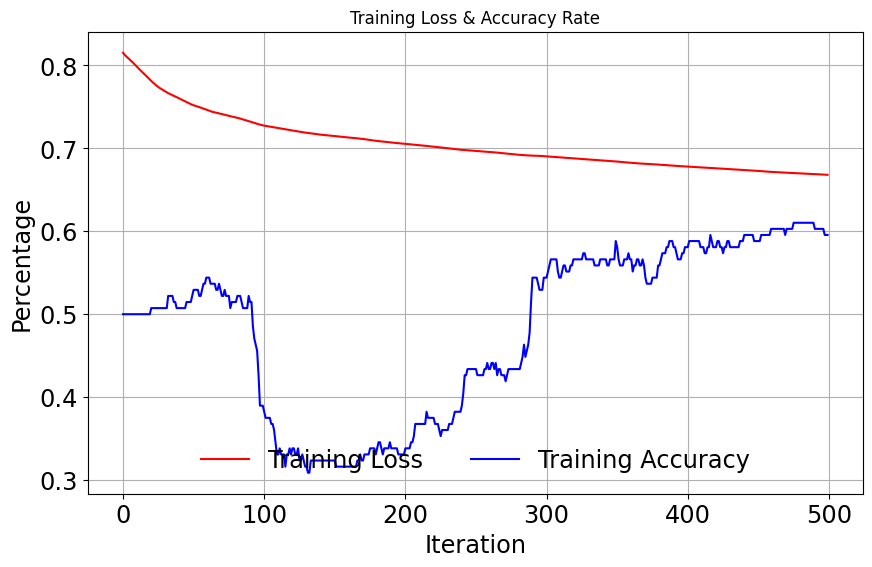 Training Loss & Accuracy Rate
Percentage
0.8
0.7
0.6
0.5
0.4
0.3
Training Loss Training Accuracy
0 100 200 300 400 500
Iteration